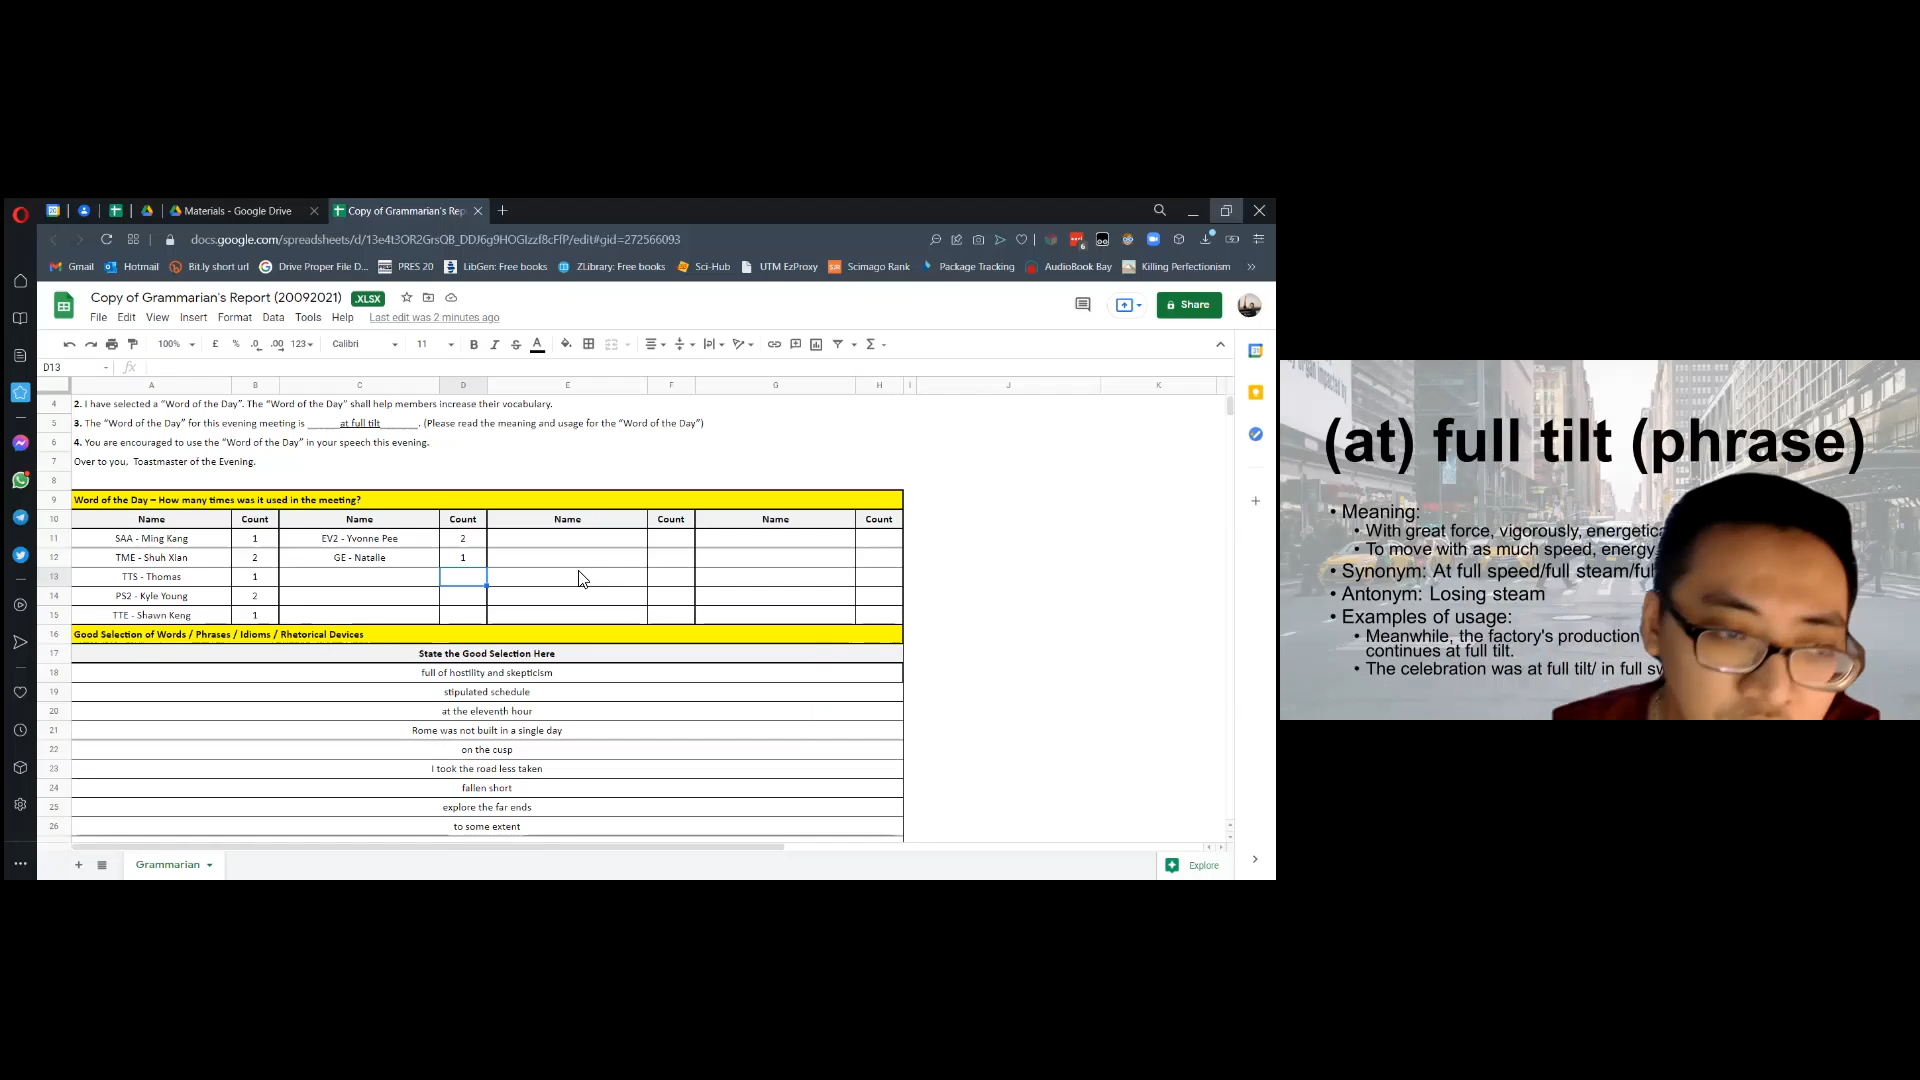 Materials - Google Drive
Copy of Grammarian's Rep
docs.google.com/spreadsheets/d/13e4t3OR2GrsQB_DDJ6g9HOGIzzf8cFfP/edit#gid=272566093
Gmail Hotmail Bit.ly short url Drive Proper File D... PRES 20 LibGen: Free books ZLibrary: Free books Sci-Hub UTM EzProxy Scimago Rank Package Tracking AudioBook Bay Killing Perfectionism
Copy of Grammarian's Report (20092021) .XLSX
Share
File Edit View Insert Format Data Tools Help Last edit was 2 minutes ago
100% £ % .0 .00 123 Calibri 11 B I S A
D13 fx
A B C D E F G H I J K
4 2. I have selected a “Word of the Day”. The “Word of the Day” shall help members increase their vocabulary.
5 3. The “Word of the Day” for this evening meeting is ______at full tilt______. (Please read the meaning and usage for the “Word of the Day”)
6 4. You are encouraged to use the “Word of the Day” in your speech this evening.
7 Over to you, Toastmaster of the Evening.
8
9 Word of the Day – How many times was it used in the meeting?
10 Name Count Name Count Name Count Name Count
11 SAA - Ming Kang 1 EV2 - Yvonne Pee 2
12 TME - Shuh Xian 2 GE - Natalie 1
13 TTS - Thomas 1
14 PS2 - Kyle Young 2
15 TTE - Shawn Keng 1
16 Good Selection of Words / Phrases / Idioms / Rhetorical Devices
17 State the Good Selection Here
18 full of hostility and skepticism
19 stipulated schedule
20 at the eleventh hour
21 Rome was not built in a single day
22 on the cusp
23 I took the road less taken
24 fallen short
25 explore the far ends
26 to some extent
Grammarian
Explore
(at) full tilt (phrase)
• Meaning:
• With great force, vigorously, energetica
• To move with as much speed, energy
• Synonym: At full speed/full steam/ful
• Antonym: Losing steam
• Examples of usage:
• Meanwhile, the factory's production
continues at full tilt.
• The celebration was at full tilt/ in full sw